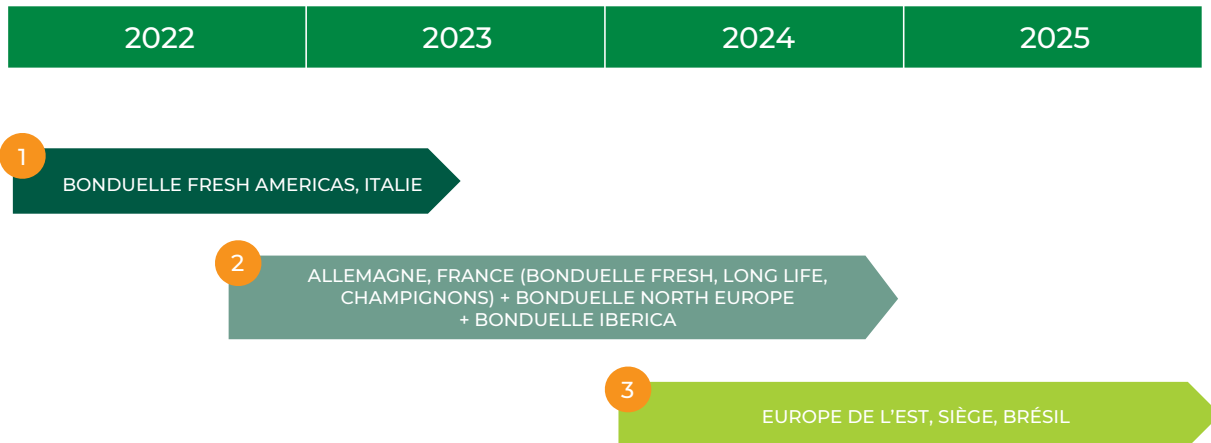 2022 2023 2024 2025
1
BONDUELLE FRESH AMERICAS, ITALIE
2
ALLEMAGNE, FRANCE (BONDUELLE FRESH, LONG LIFE,
CHAMPIGNONS) + BONDUELLE NORTH EUROPE
+ BONDUELLE IBERICA
3
EUROPE DE L’EST, SIÈGE, BRÉSIL